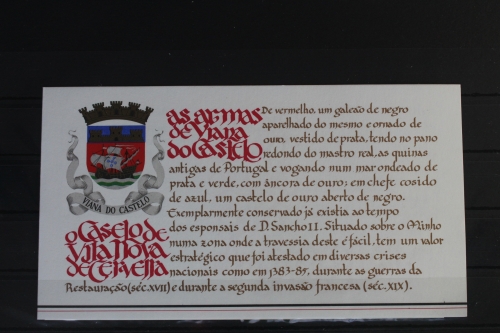 as armas
de Viana
do Castelo
De vermelho, um galeão de negro
aparelhado do mesmo e ornado de
ouro, vestido de prata, tendo no pano
redondo do mastro real, as quinas
antigas de Portugal e vogando num mar ondeado de
prata e verde, com âncora de ouro; em chefe cosido
de azul, um castelo de ouro aberto de negro.
VIANA DO CASTELO
o Castelo de
Vila Nova
de Cerveira
Exemplarmente conservado já existia ao tempo
dos esponsais de D. Sancho II. Situado sobre o Minho
numa zona onde a travessia deste é fácil, tem um valor
estratégico que foi atestado em diversas crises
nacionais como em 1383-85, durante as guerras da
Restauração (séc. XVII) e durante a segunda invasão francesa (séc. XIX).